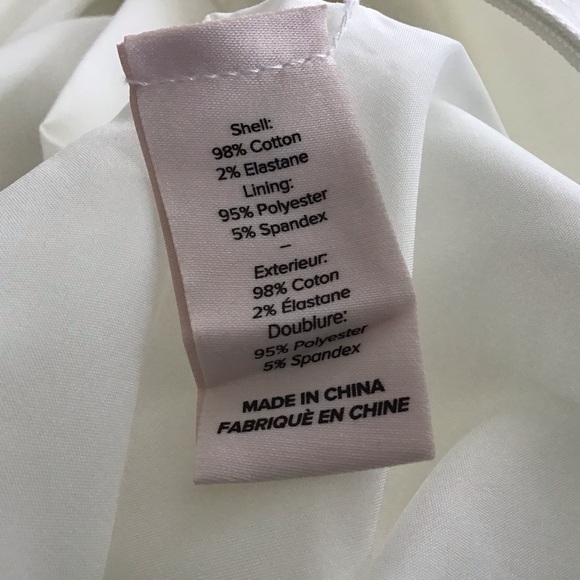 Shell:
98% Cotton
2% Elastane
Lining:
95% Polyester
5% Spandex
–
Exterieur:
98% Coton
2% Élastane
Doublure:
95% Polyester
5% Spandex
MADE IN CHINA
FABRIQUÈ EN CHINE